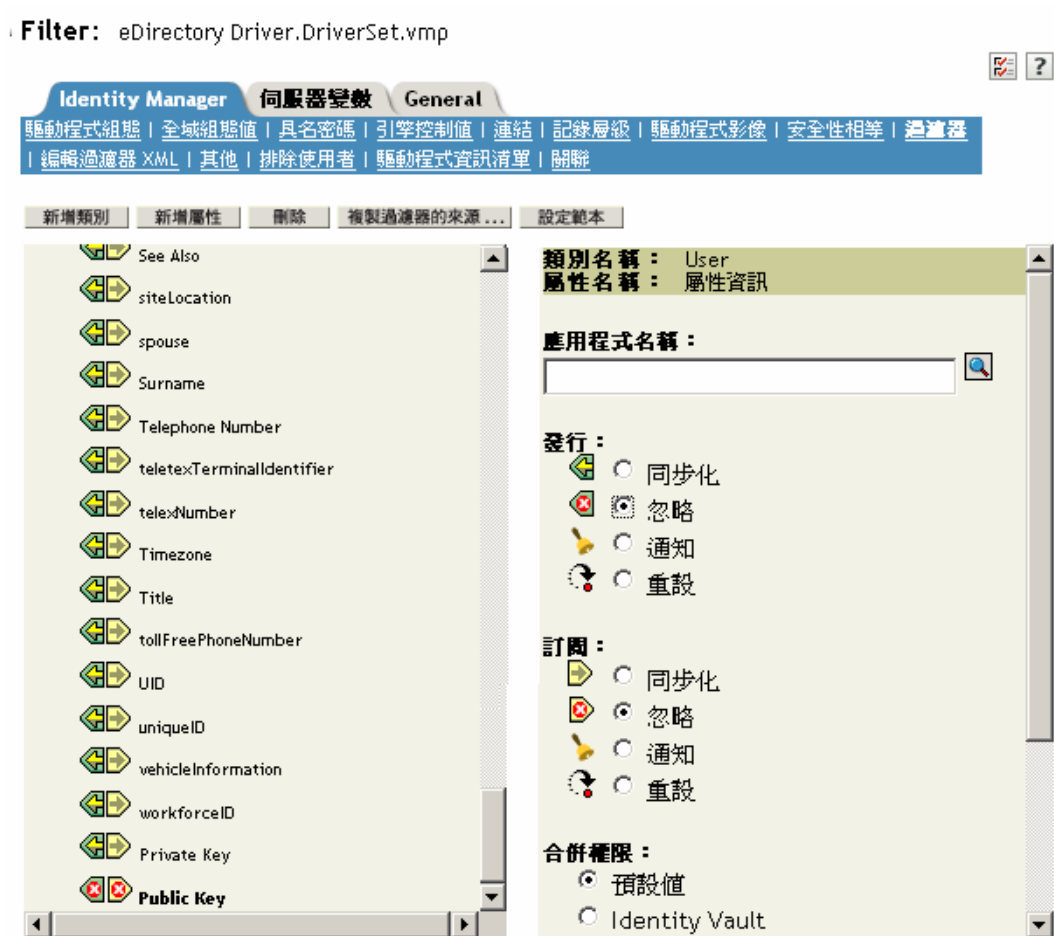 Filter: eDirectory Driver.DriverSet.vmp
?
Identity Manager 伺服器變數 General
驅動程式組態 | 全域組態值 | 具名密碼 | 引擎控制值 | 連結 | 記錄層級 | 驅動程式影像 | 安全性相等 | 過濾器
| 編輯過濾器 XML | 其他 | 排除使用者 | 驅動程式資訊清單 | 關聯
新增類別 新增屬性 刪除 複製過濾器的來源 ... 設定範本
See Also
siteLocation
spouse
Surname
Telephone Number
teletexTerminalIdentifier
telexNumber
Timezone
Title
tollFreePhoneNumber
UID
uniqueID
vehicleInformation
workforceID
Private Key
Public Key
類別名稱： User
屬性名稱： 屬性資訊
應用程式名稱：
發行：
同步化
忽略
通知
重設
訂閱：
同步化
忽略
通知
重設
合併權限：
預設值
Identity Vault